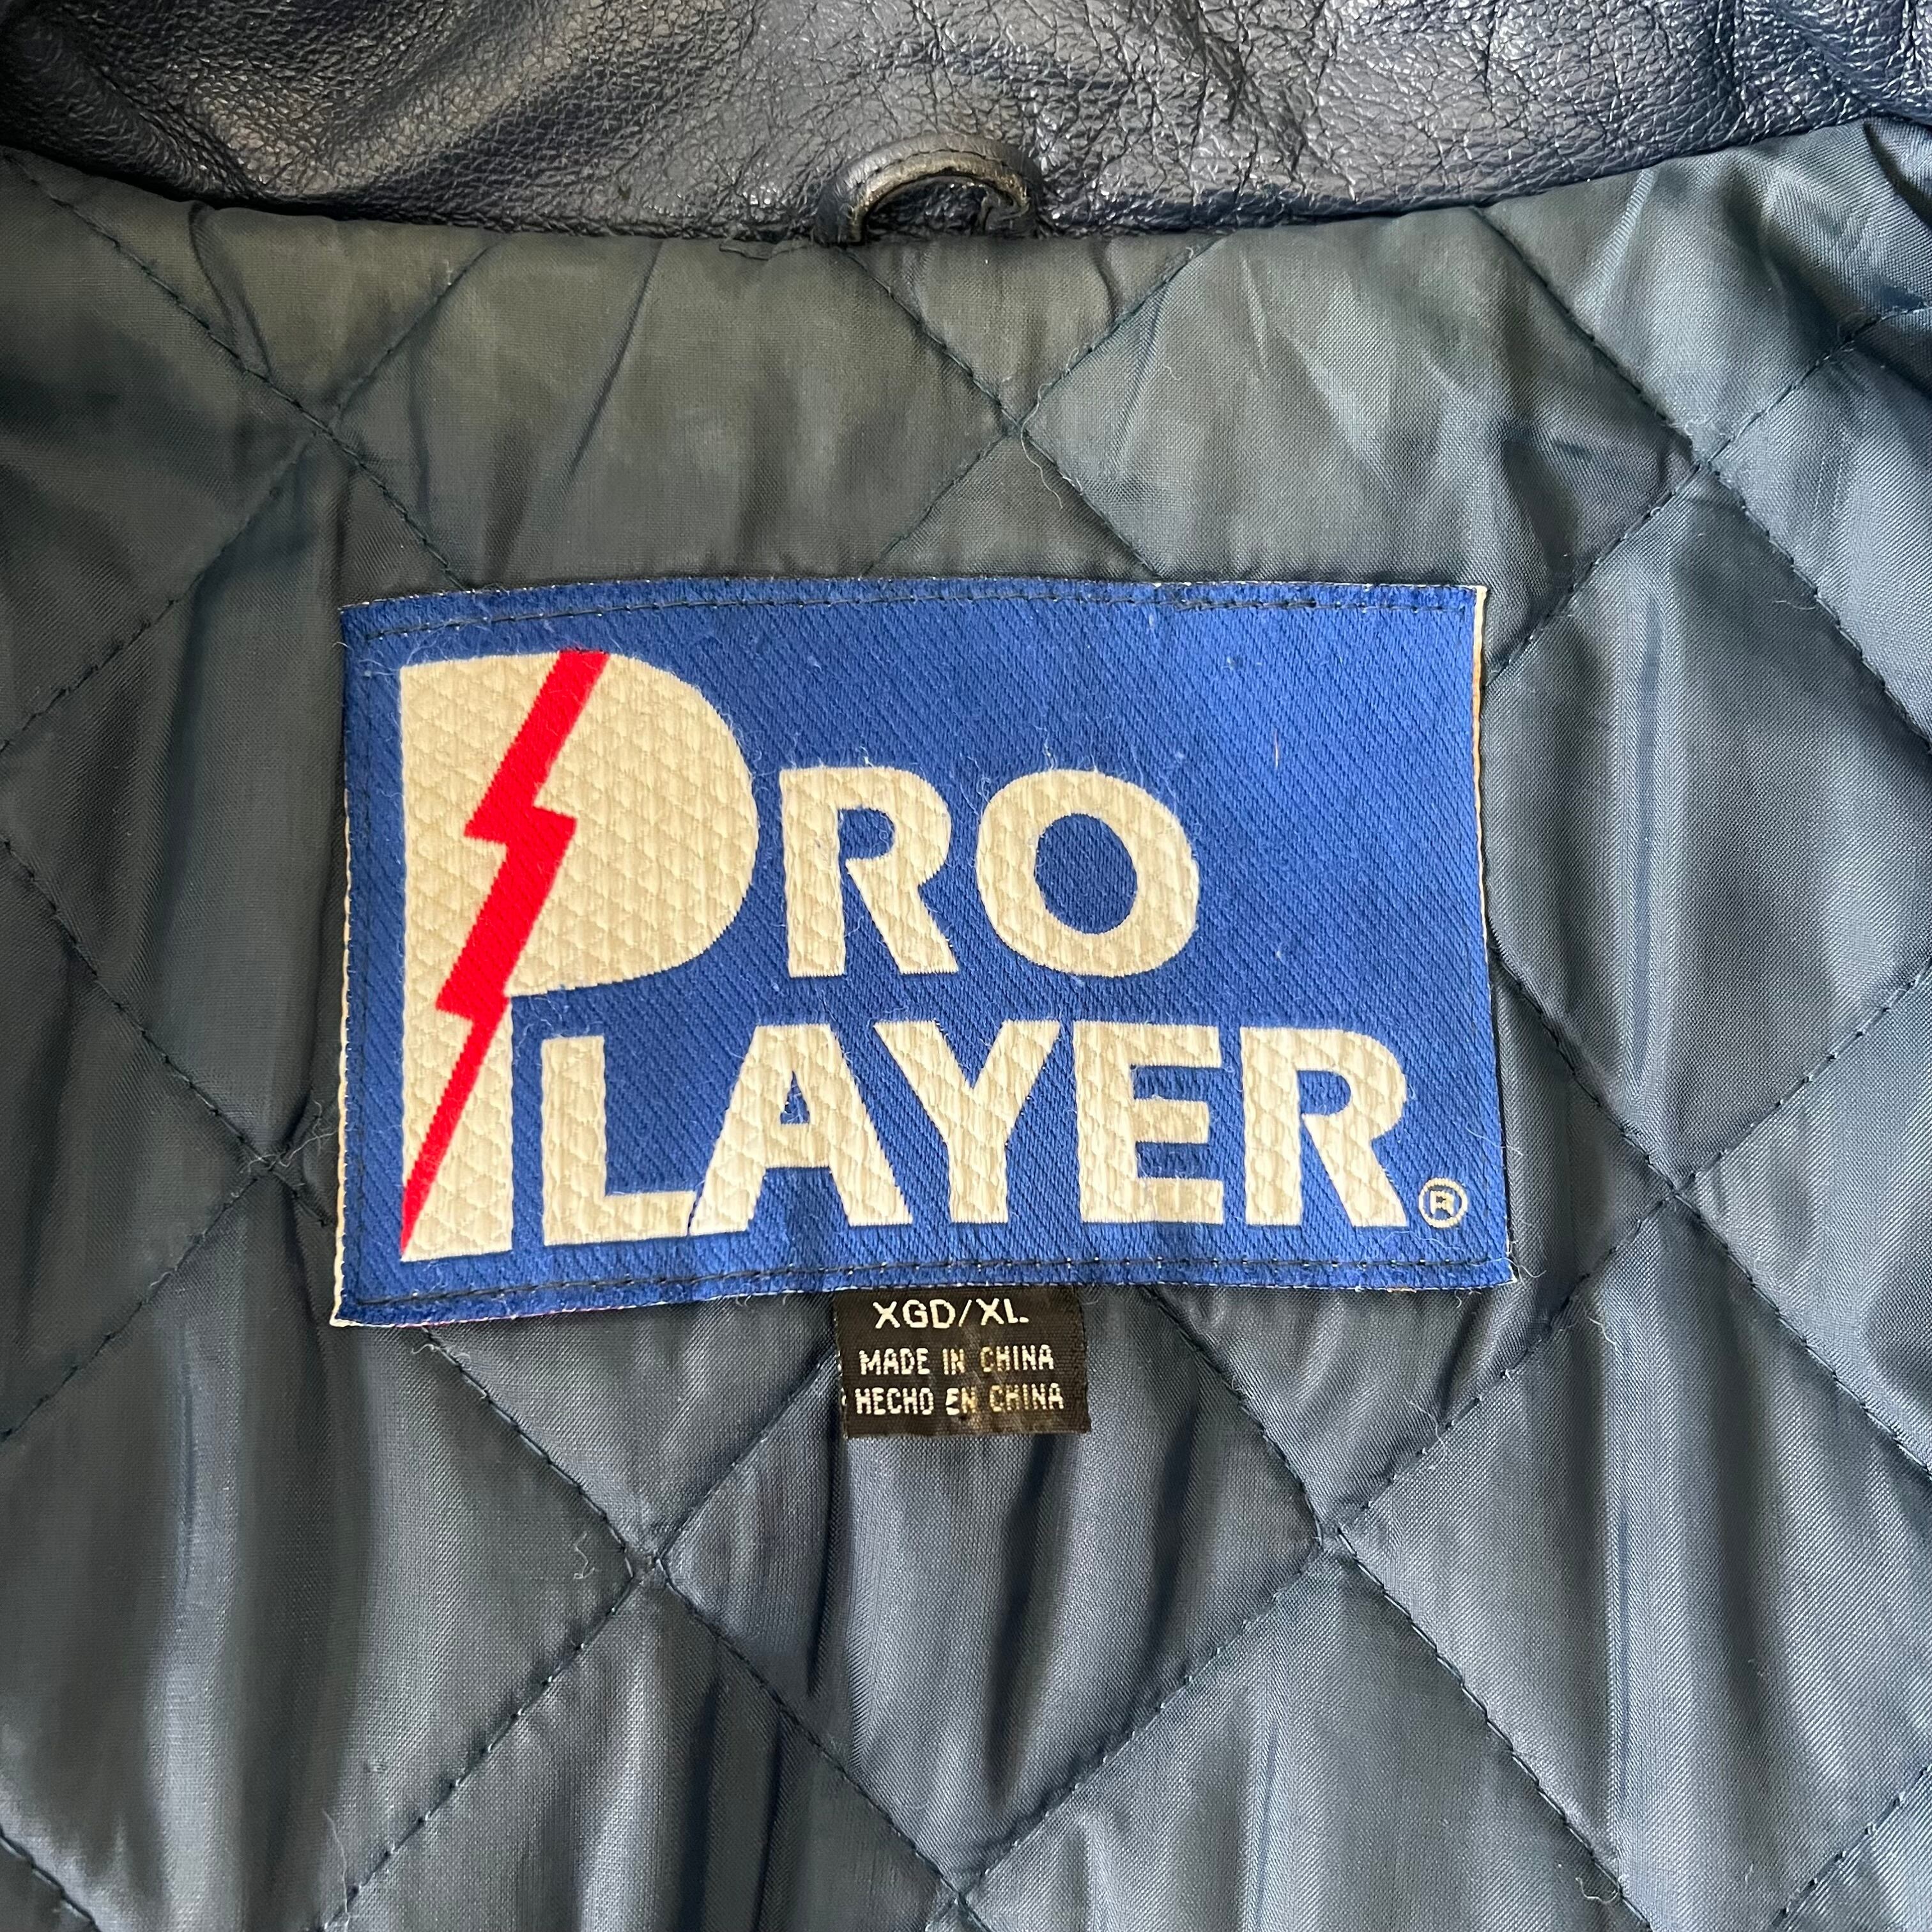 PRO
PLAYER®
XGD/XL
MADE IN CHINA
HECHO EN CHINA